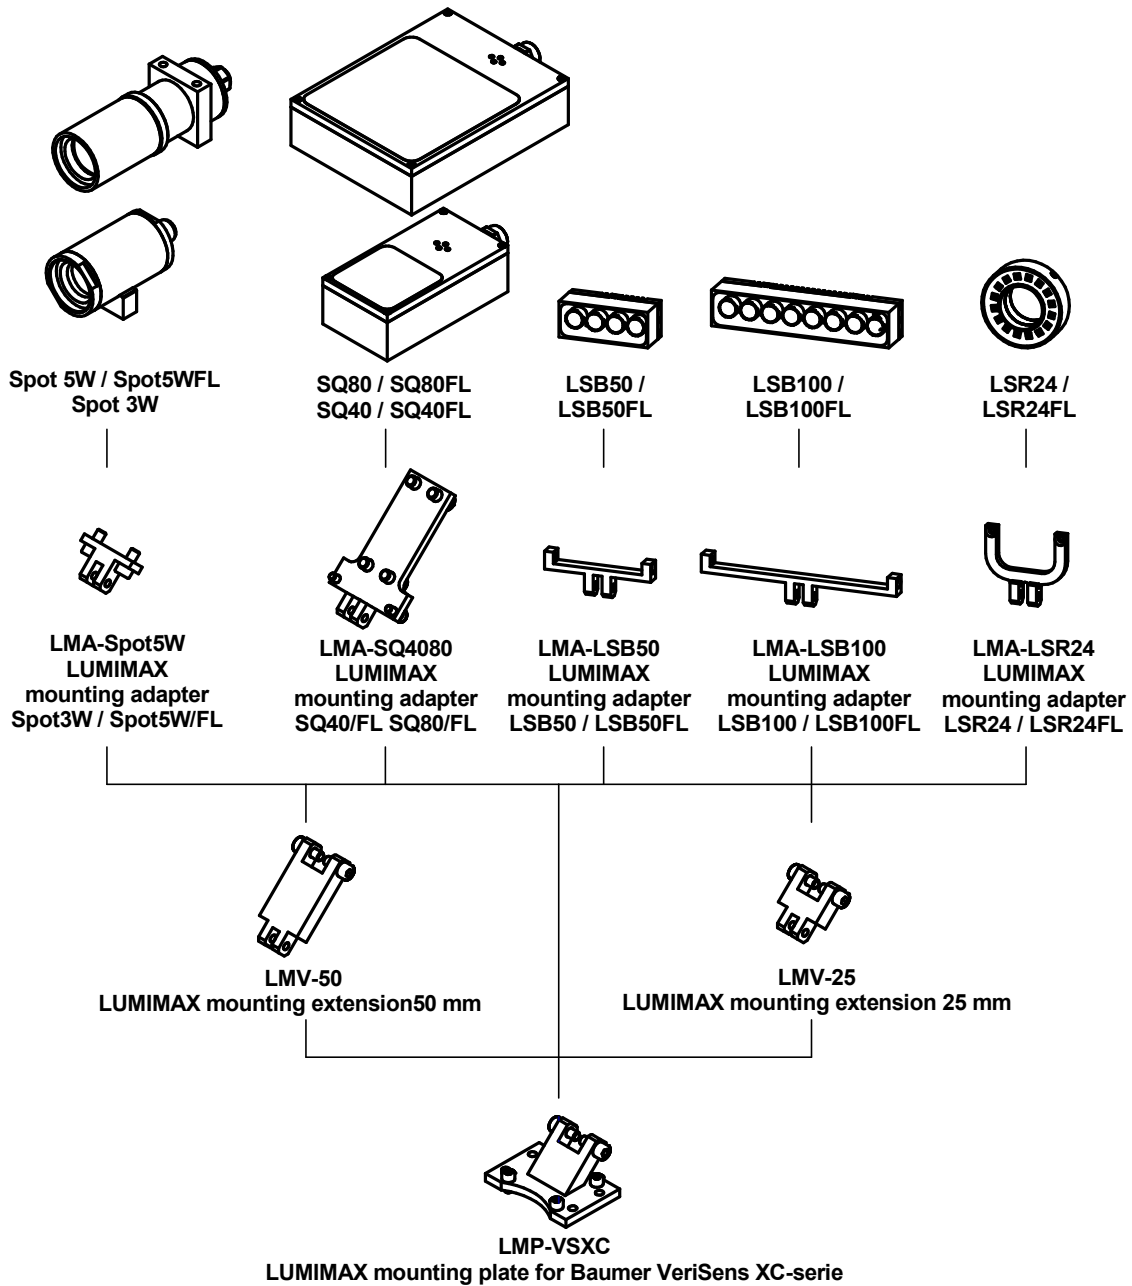 Spot 5W / Spot5WFL
Spot 3W
SQ80 / SQ80FL
SQ40 / SQ40FL
LSB50 /
LSB50FL
LSB100 /
LSB100FL
LSR24 /
LSR24FL
LMA-Spot5W
LUMIMAX
mounting adapter
Spot3W / Spot5W/FL
LMA-SQ4080
LUMIMAX
mounting adapter
SQ40/FL SQ80/FL
LMA-LSB50
LUMIMAX
mounting adapter
LSB50 / LSB50FL
LMA-LSB100
LUMIMAX
mounting adapter
LSB100 / LSB100FL
LMA-LSR24
LUMIMAX
mounting adapter
LSR24 / LSR24FL
LMV-50
LUMIMAX mounting extension50 mm
LMV-25
LUMIMAX mounting extension 25 mm
LMP-VSXC
LUMIMAX mounting plate for Baumer VeriSens XC-serie